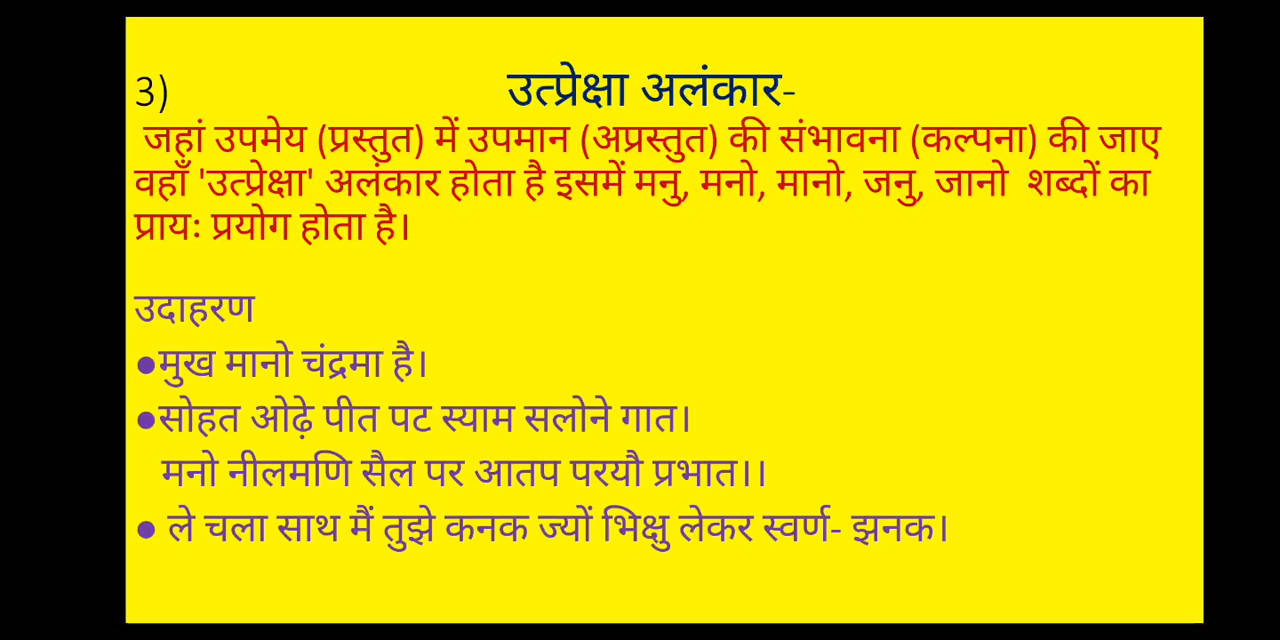 3) उत्प्रेक्षा अलंकार-
जहां उपमेय (प्रस्तुत) में उपमान (अप्रस्तुत) की संभावना (कल्पना) की जाए
वहाँ 'उत्प्रेक्षा' अलंकार होता है इसमें मनु, मनो, मानो, जनु, जानो शब्दों का
प्रायः प्रयोग होता है।
उदाहरण
●मुख मानो चंद्रमा है।
●सोहत ओढ़े पीत पट स्याम सलोने गात।
मनो नीलमणि सैल पर आतप परयौ प्रभात।।
● ले चला साथ मैं तुझे कनक ज्यों भिक्षु लेकर स्वर्ण- झनक।